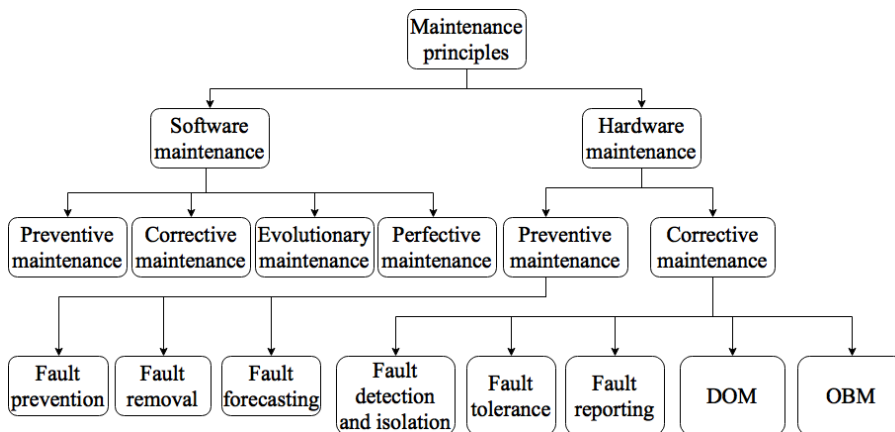 Maintenance
principles
Software
maintenance
Hardware
maintenance
Preventive
maintenance
Corrective
maintenance
Evolutionary
maintenance
Perfective
maintenance
Preventive
maintenance
Corrective
maintenance
Fault
prevention
Fault
removal
Fault
forecasting
Fault
detection
and isolation
Fault
tolerance
Fault
reporting
DOM
OBM